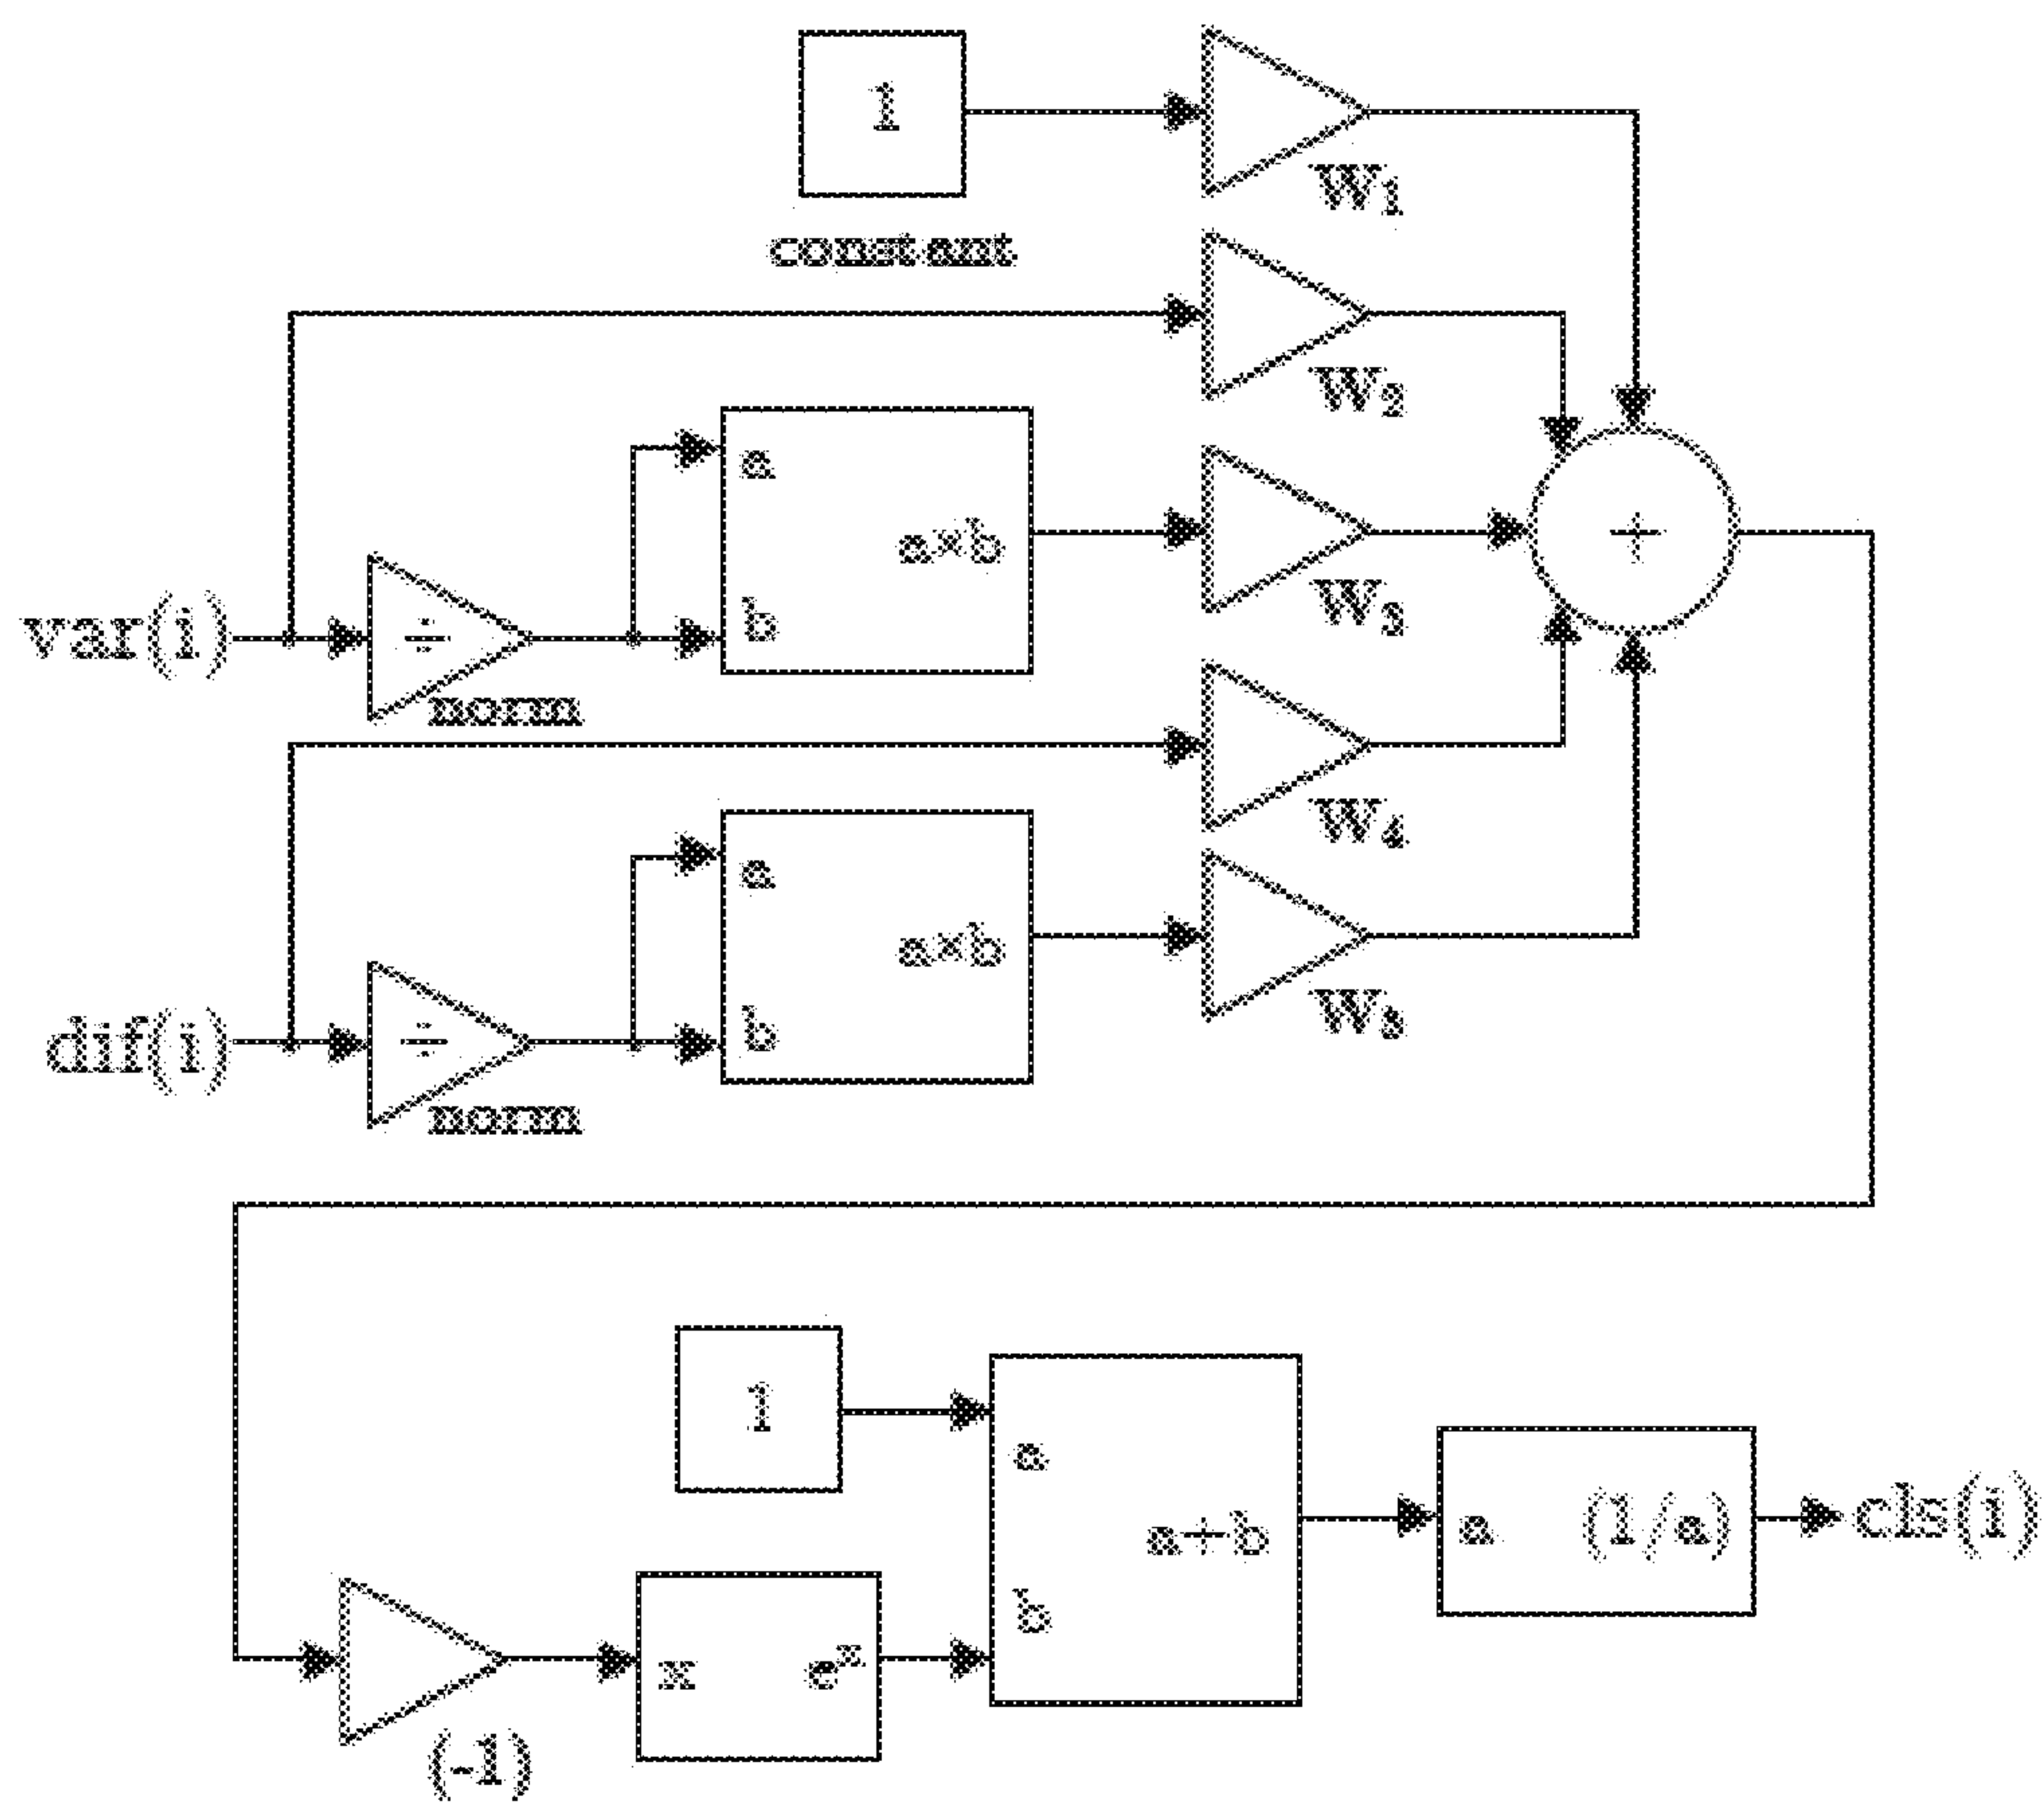 1
W1
constant
W2
a
a×b
W3
b
var(i)
÷
+
norm
W4
a
a×b
W5
b
dif(i)
÷
norm
1
a
a+b
a (1/a)
cls(i)
b
x e^x
(-1)